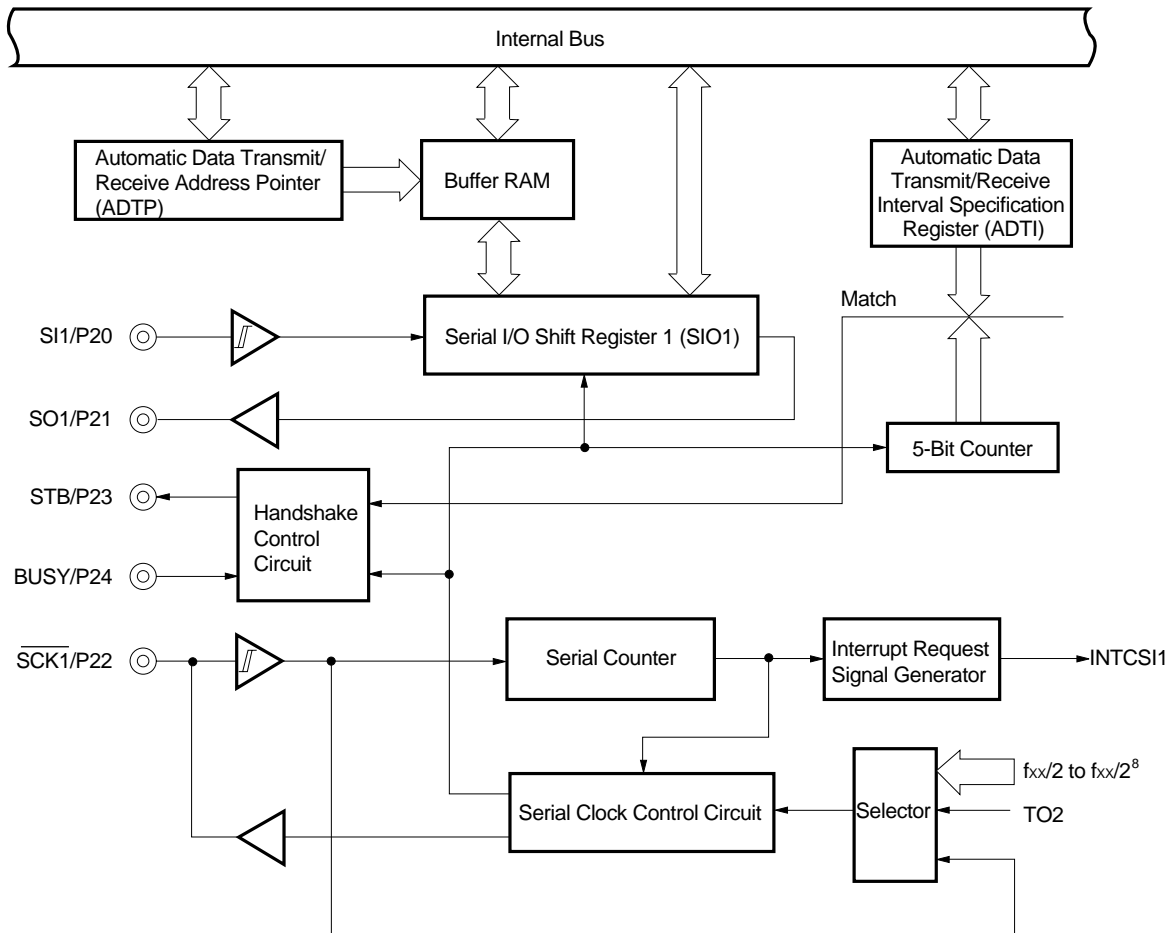 Internal Bus
Automatic Data Transmit/
Receive Address Pointer
(ADTP)
Buffer RAM
Automatic Data
Transmit/Receive
Interval Specification
Register (ADTI)
Match
SI1/P20
Serial I/O Shift Register 1 (SIO1)
SO1/P21
5-Bit Counter
STB/P23
Handshake
Control
Circuit
BUSY/P24
S̅C̅K̅1̅/P22
Serial Counter
Interrupt Request
Signal Generator
INTCSI1
Serial Clock Control Circuit
Selector
fxx/2 to fxx/2⁸
TO2